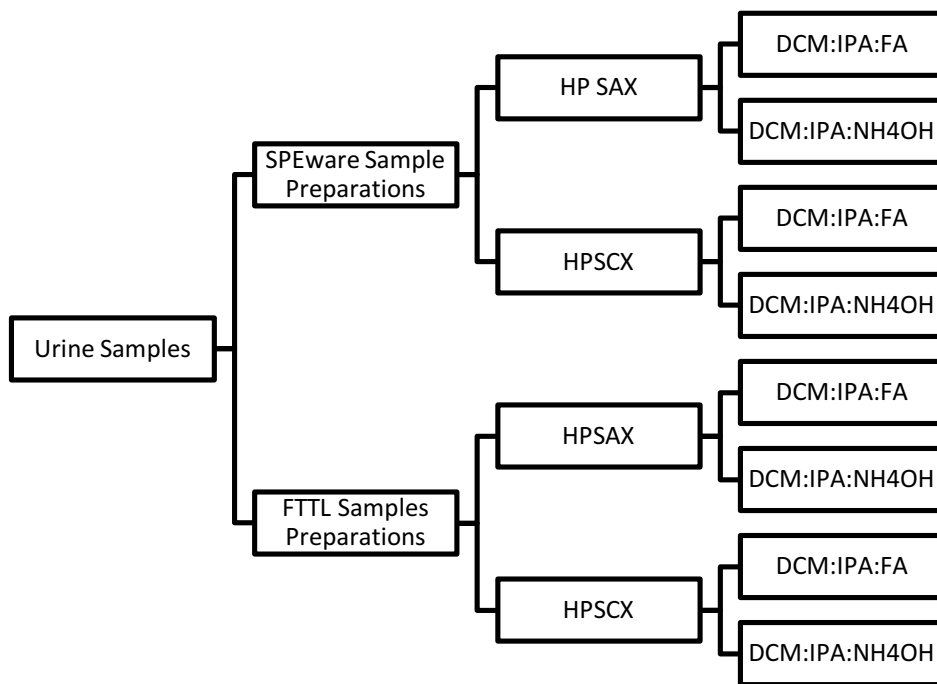 Urine Samples
SPEware Sample
Preparations
HP SAX
DCM:IPA:FA
DCM:IPA:NH4OH
HPSCX
DCM:IPA:FA
DCM:IPA:NH4OH
FTTL Samples
Preparations
HPSAX
DCM:IPA:FA
DCM:IPA:NH4OH
HPSCX
DCM:IPA:FA
DCM:IPA:NH4OH